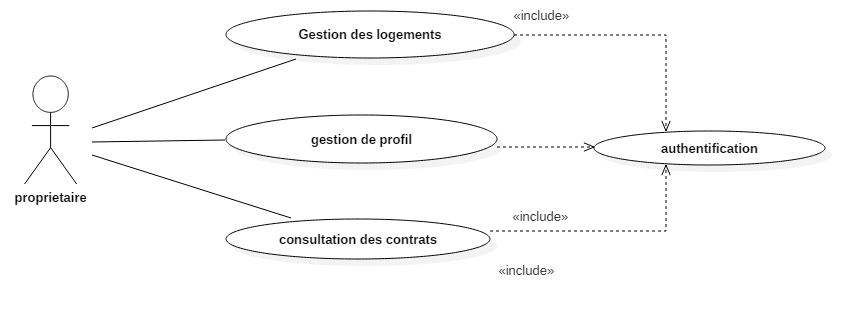 «include»
Gestion des logements
gestion de profil
authentification
proprietaire
«include»
consultation des contrats
«include»